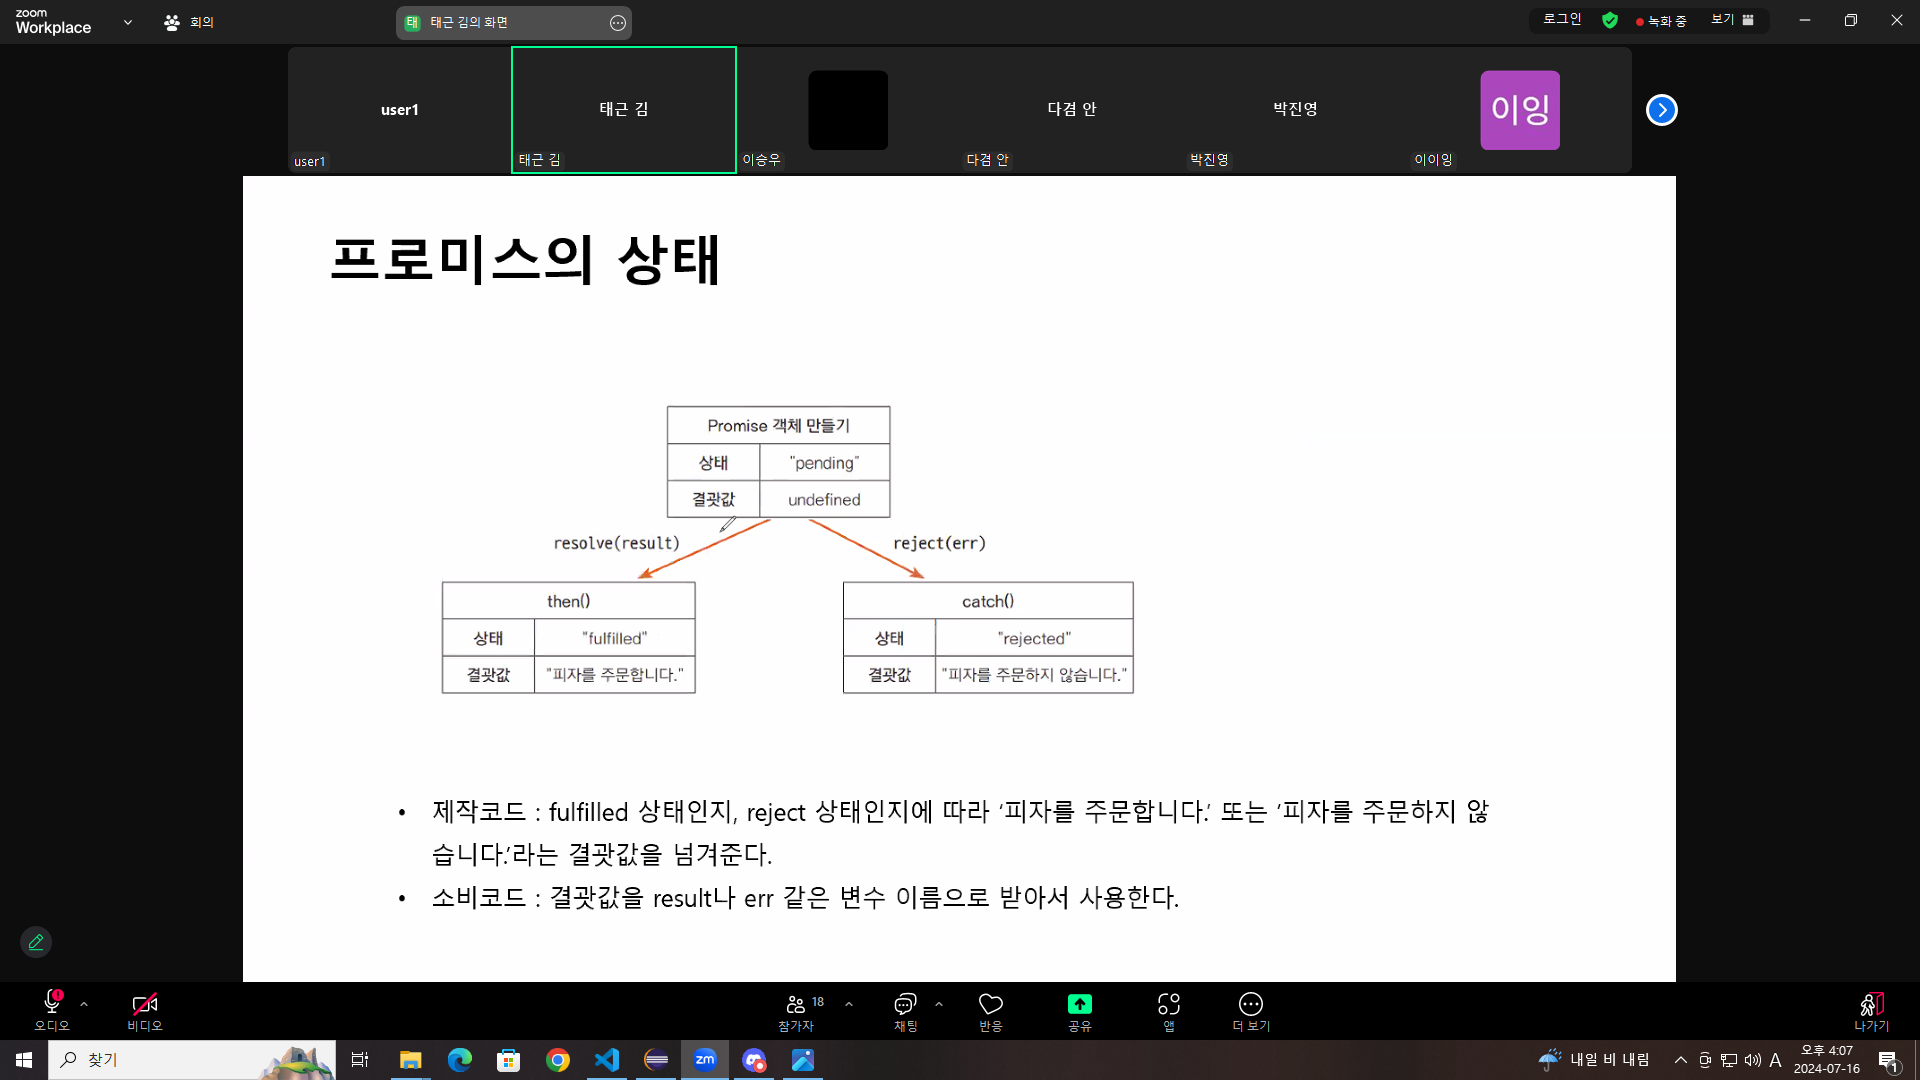 zoom
Workplace
회의
태 태근 김의 화면
로그인
녹화 중
보기
user1
태근 김
다겸 안
박진영
이잉
user1
태근 김
이승우
다겸 안
박진영
이이잉
프로미스의 상태
Promise 객체 만들기
상태 "pending"
결괏값 undefined
resolve(result)
reject(err)
then()
상태 "fulfilled"
결괏값 "피자를 주문합니다."
catch()
상태 "rejected"
결괏값 "피자를 주문하지 않습니다."
• 제작코드 : fulfilled 상태인지, reject 상태인지에 따라 ‘피자를 주문합니다.’ 또는 ’피자를 주문하지 않
습니다.’라는 결괏값을 넘겨준다.
• 소비코드 : 결괏값을 result나 err 같은 변수 이름으로 받아서 사용한다.
오디오
비디오
참가자 18
채팅
반응
공유
앱
더 보기
나가기
찾기
zm
내일 비 내림
A
오후 4:07
2024-07-16
1